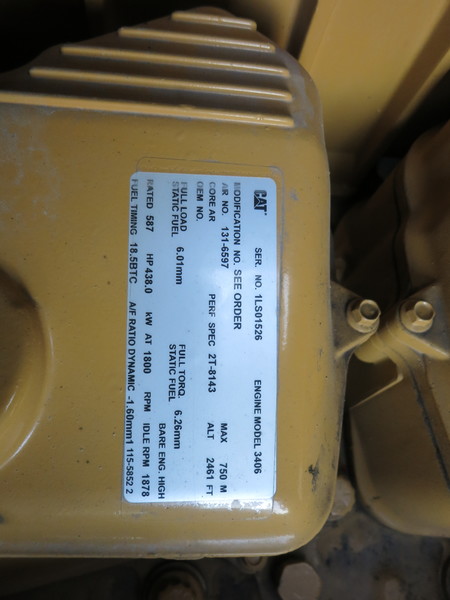 CAT SER. NO. 1LS01526 ENGINE MODEL 3406
MODIFICATION NO. SEE ORDER
AR NO. 131-6597 MAX 750 M
CORE AR PERF SPEC 2T-8143 ALT 2461 FT
OEM NO.
FULL LOAD FULL TORQ
STATIC FUEL 6.01mm STATIC FUEL 6.26mm
BARE ENG. HIGH
RATED 587 HP 438.0 kW AT 1800 RPM IDLE RPM 1878
FUEL TIMING 18.5BTC A/F RATIO DYNAMIC -1.60mm1 115-5852 2